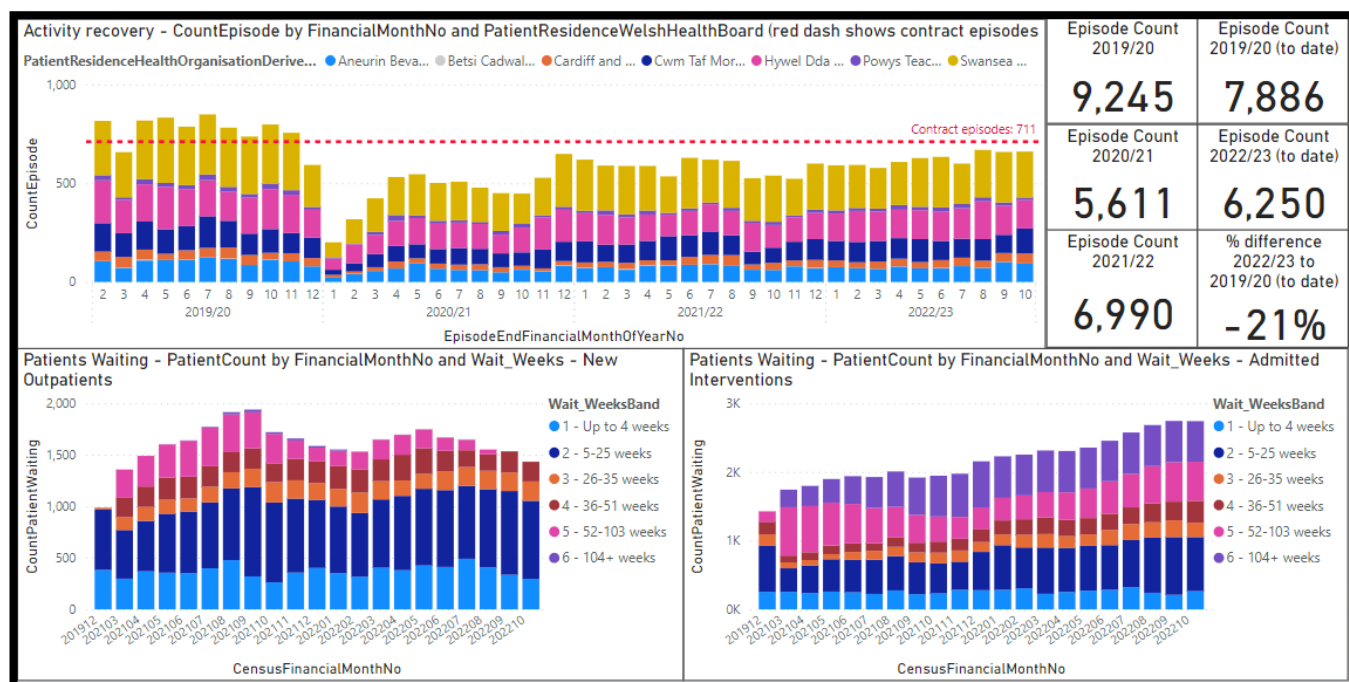 Activity recovery - CountEpisode by FinancialMonthNo and PatientResidenceWelshHealthBoard (red dash shows contract episodes
PatientResidenceHealthOrganisationDerive... Aneurin Beva... Betsi Cadwal... Cardiff and ... Cwm Taf Mor... Hywel Dda ... Powys Teac... Swansea ...
1,000
500
0
CountEpisode
Contract episodes: 711
2 3 4 5 6 7 8 9 10 11 12 1 2 3 4 5 6 7 8 9 10 11 12 1 2 3 4 5 6 7 8 9 10 11 12 1 2 3 4 5 6 7 8 9 10
2019/20 2020/21 2021/22 2022/23
EpisodeEndFinancialMonthOfYearNo
Episode Count
2019/20
9,245
Episode Count
2019/20 (to date)
7,886
Episode Count
2020/21
5,611
Episode Count
2022/23 (to date)
6,250
Episode Count
2021/22
6,990
% difference
2022/23 to
2019/20 (to date)
-21%
Patients Waiting - PatientCount by FinancialMonthNo and Wait_Weeks - New
Outpatients
2,000
1,500
1,000
500
0
CountPatientWaiting
201912 202103 202104 202105 202106 202107 202108 202109 202110 202111 202112 202201 202202 202203 202204 202205 202206 202207 202208 202209 202210
CensusFinancialMonthNo
Wait_WeeksBand
1 - Up to 4 weeks
2 - 5-25 weeks
3 - 26-35 weeks
4 - 36-51 weeks
5 - 52-103 weeks
6 - 104+ weeks
Patients Waiting - PatientCount by FinancialMonthNo and Wait_Weeks - Admitted
Interventions
3K
2K
1K
0K
CountPatientWaiting
201912 202103 202104 202105 202106 202107 202108 202109 202110 202111 202112 202201 202202 202203 202204 202205 202206 202207 202208 202209 202210
CensusFinancialMonthNo
Wait_WeeksBand
1 - Up to 4 weeks
2 - 5-25 weeks
3 - 26-35 weeks
4 - 36-51 weeks
5 - 52-103 weeks
6 - 104+ weeks